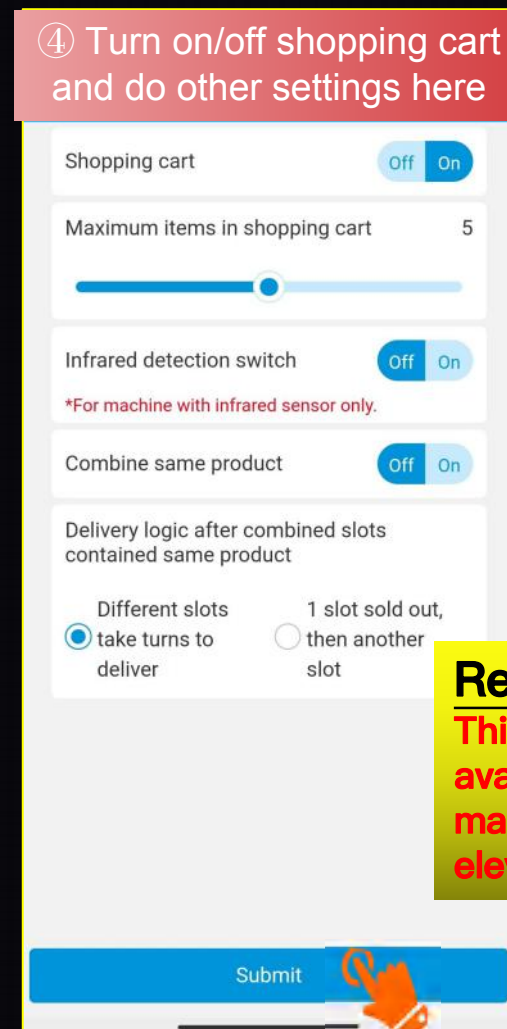 ④ Turn on/off shopping cart
and do other settings here
Shopping cart Off On
Maximum items in shopping cart 5
Infrared detection switch Off On
*For machine with infrared sensor only.
Combine same product Off On
Delivery logic after combined slots
contained same product
Different slots
take turns to
deliver
1 slot sold out,
then another
slot
Submit